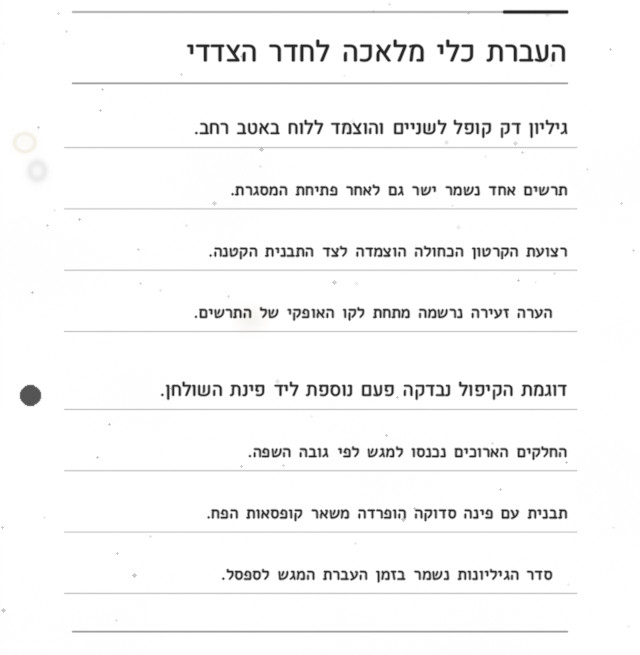 העברת כלי מלאכה לחדר הצדדי
גיליון דק קופל לשניים והוצמד ללוח באטב רחב.
תרשים אחד נשמר ישר גם לאחר פתיחת המסגרת.
רצועת הקרטון הכחולה הוצמדה לצד התבנית הקטנה.
הערה זעירה נרשמה מתחת לקו האופקי של התרשים.
דוגמת הקיפול נבדקה פעם נוספת ליד פינת השולחן.
החלקים הארוכים נכנסו למגש לפי גובה השפה.
תבנית עם פינה סדוקה הופרדה משאר קופסאות הפח.
סדר הגיליונות נשמר בזמן העברת המגש לספסל.